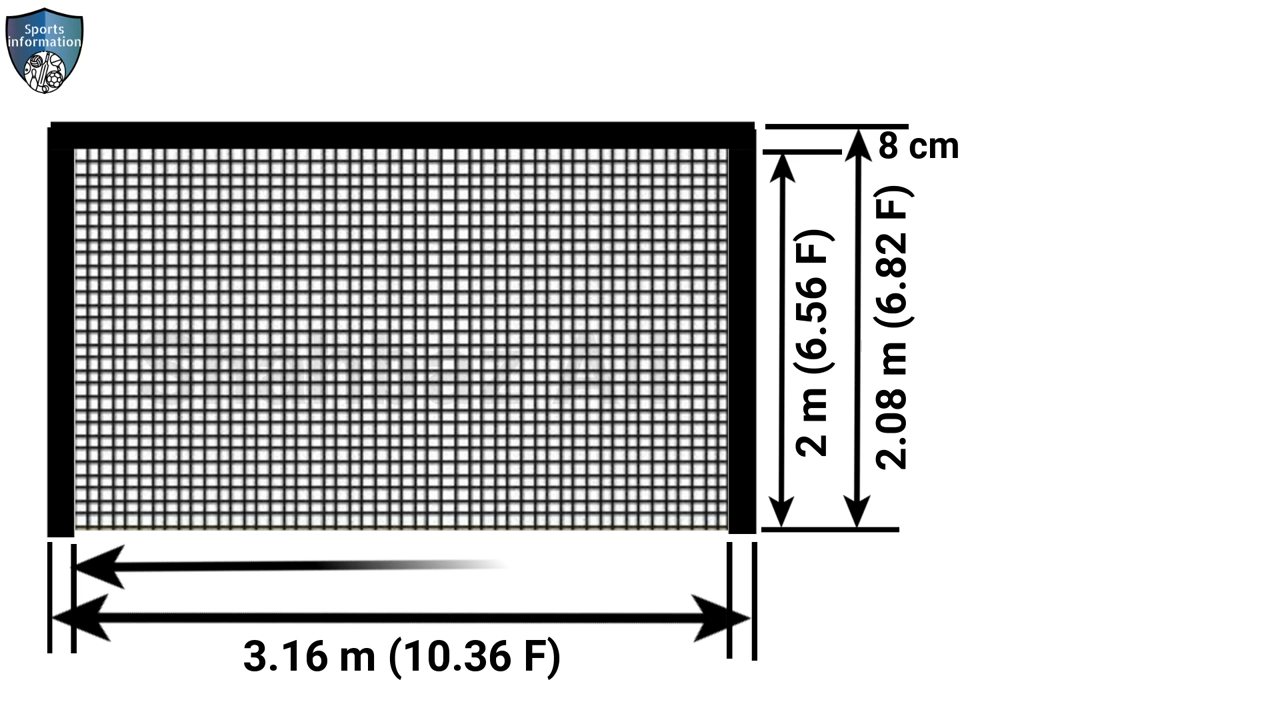 Sports
information
8 cm
2 m (6.56 F)
2.08 m (6.82 F)
3.16 m (10.36 F)